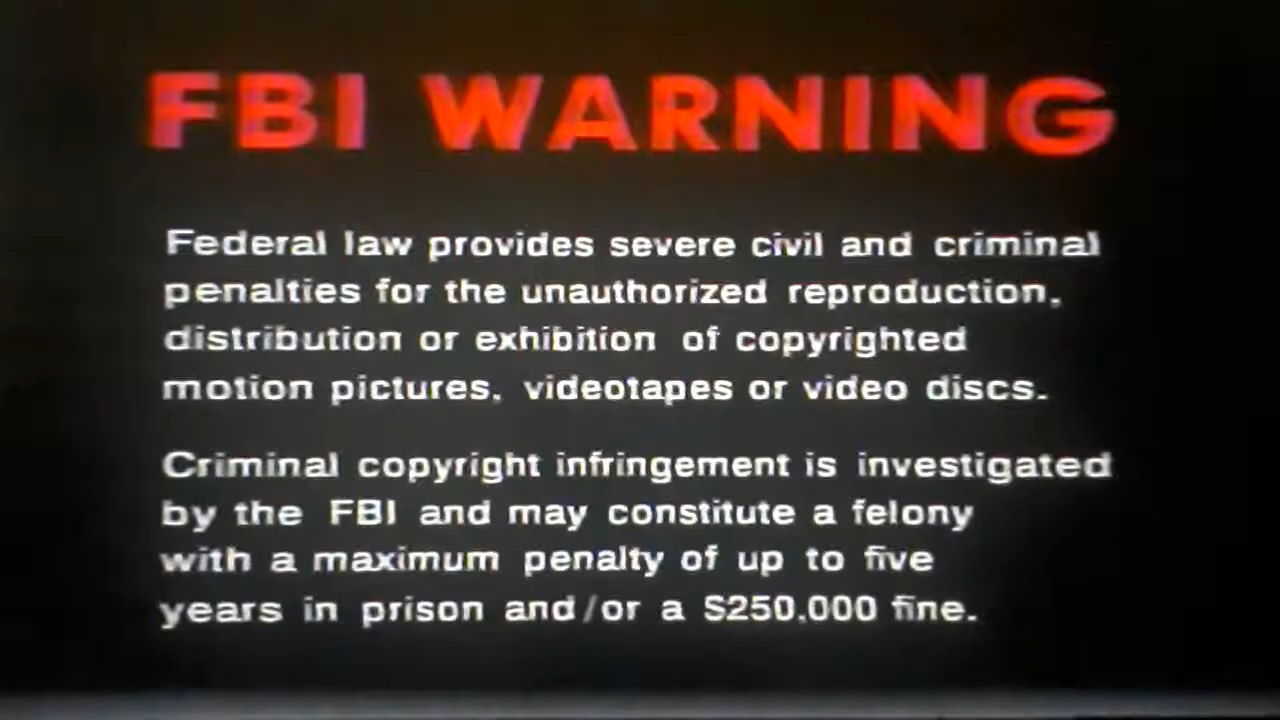 FBI WARNING
Federal law provides severe civil and criminal
penalties for the unauthorized reproduction,
distribution or exhibition of copyrighted
motion pictures, videotapes or video discs.
Criminal copyright infringement is investigated
by the FBI and may constitute a felony
with a maximum penalty of up to five
years in prison and/or a $250,000 fine.